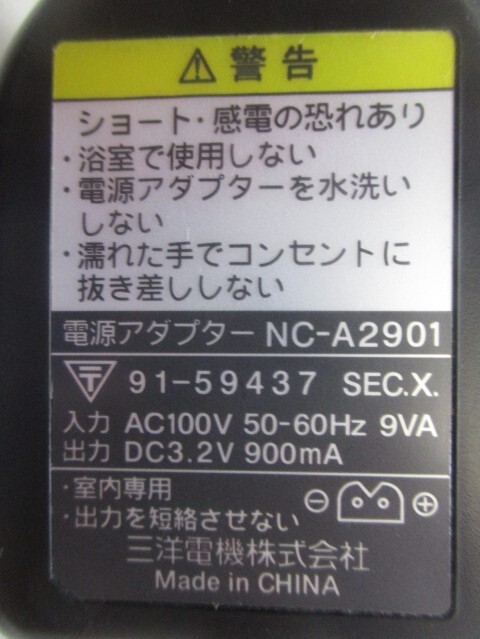 ⚠ 警告
ショート・感電の恐れあり
・浴室で使用しない
・電源アダプターを水洗い
しない
・濡れた手でコンセントに
抜き差ししない
電源アダプター NC-A2901
〒 91-59437 SEC.X.
入力 AC100V 50-60Hz 9VA
出力 DC3.2V 900mA
・室内専用
・出力を短絡させない
⊖ ⊕
三洋電機株式会社
Made in CHINA